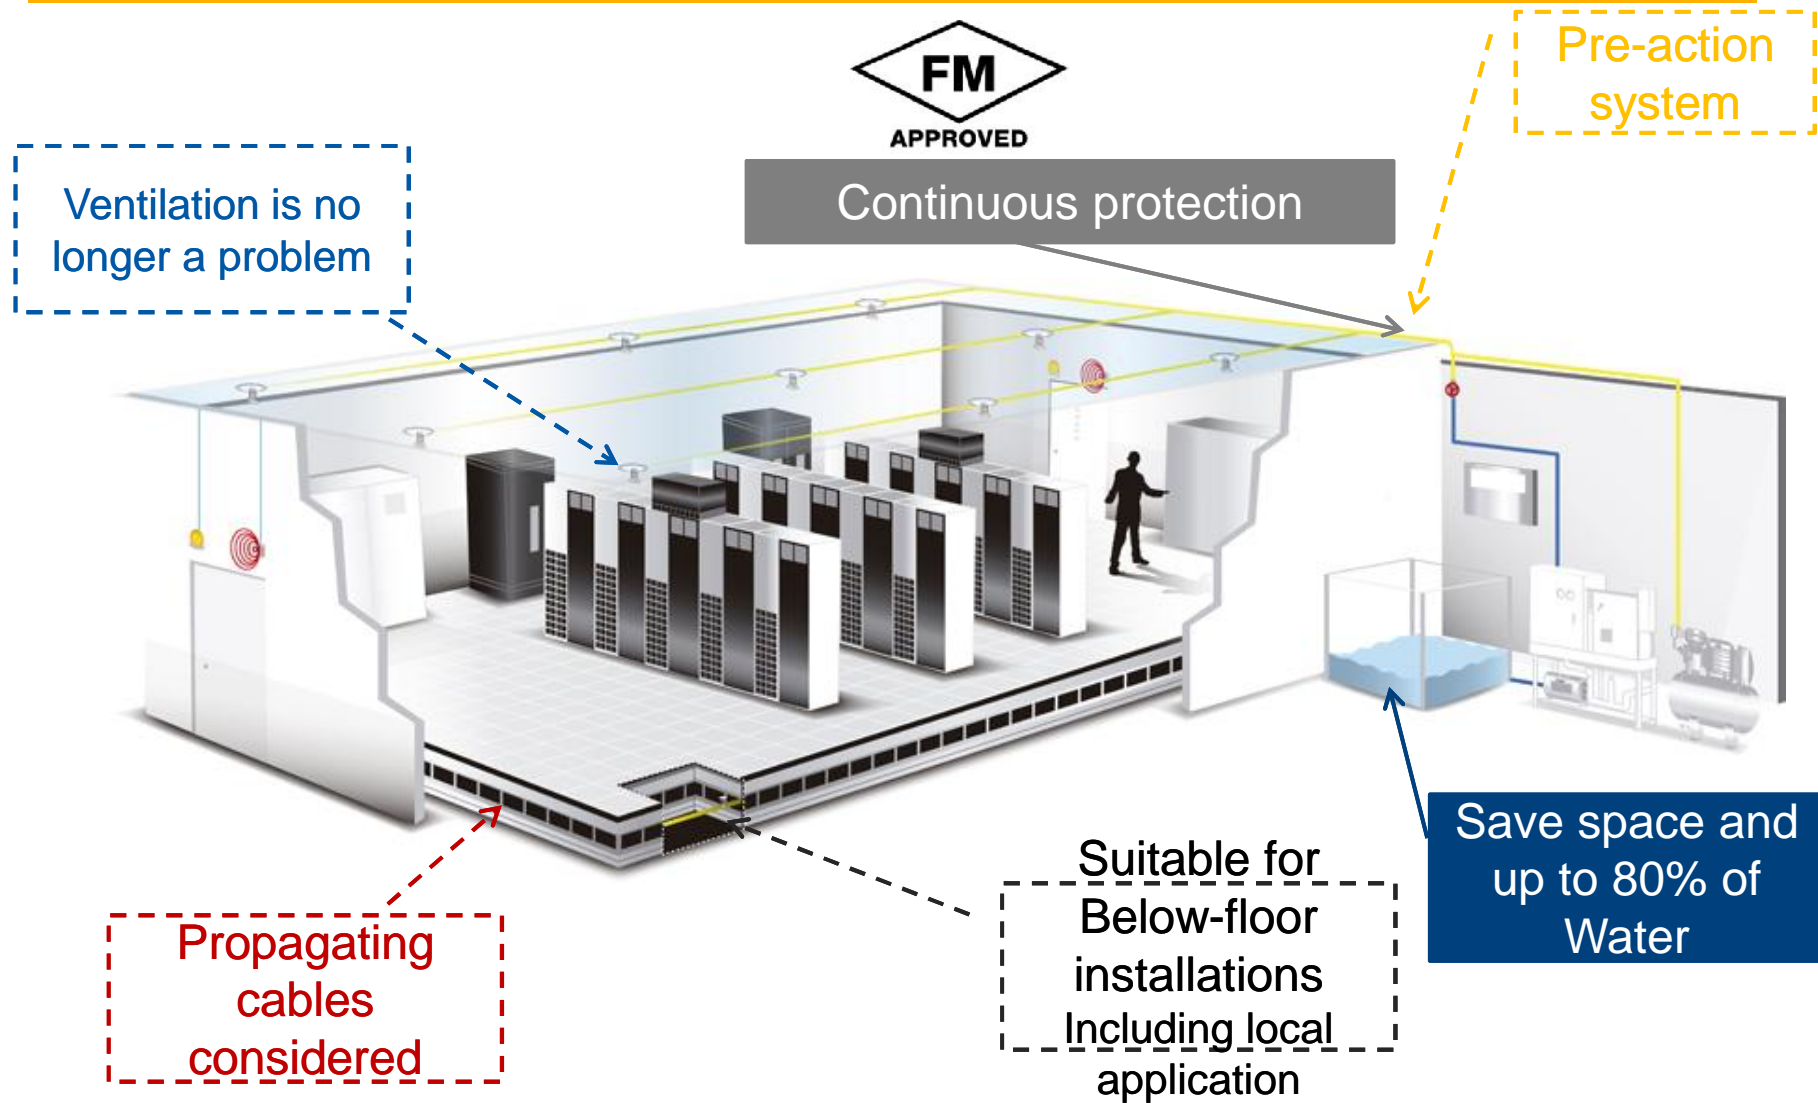 FM
APPROVED
Pre-action
system
Ventilation is no
longer a problem
Continuous protection
Save space and
up to 80% of
Water
Suitable for
Below-floor
installations
Including local
application
Propagating
cables
considered